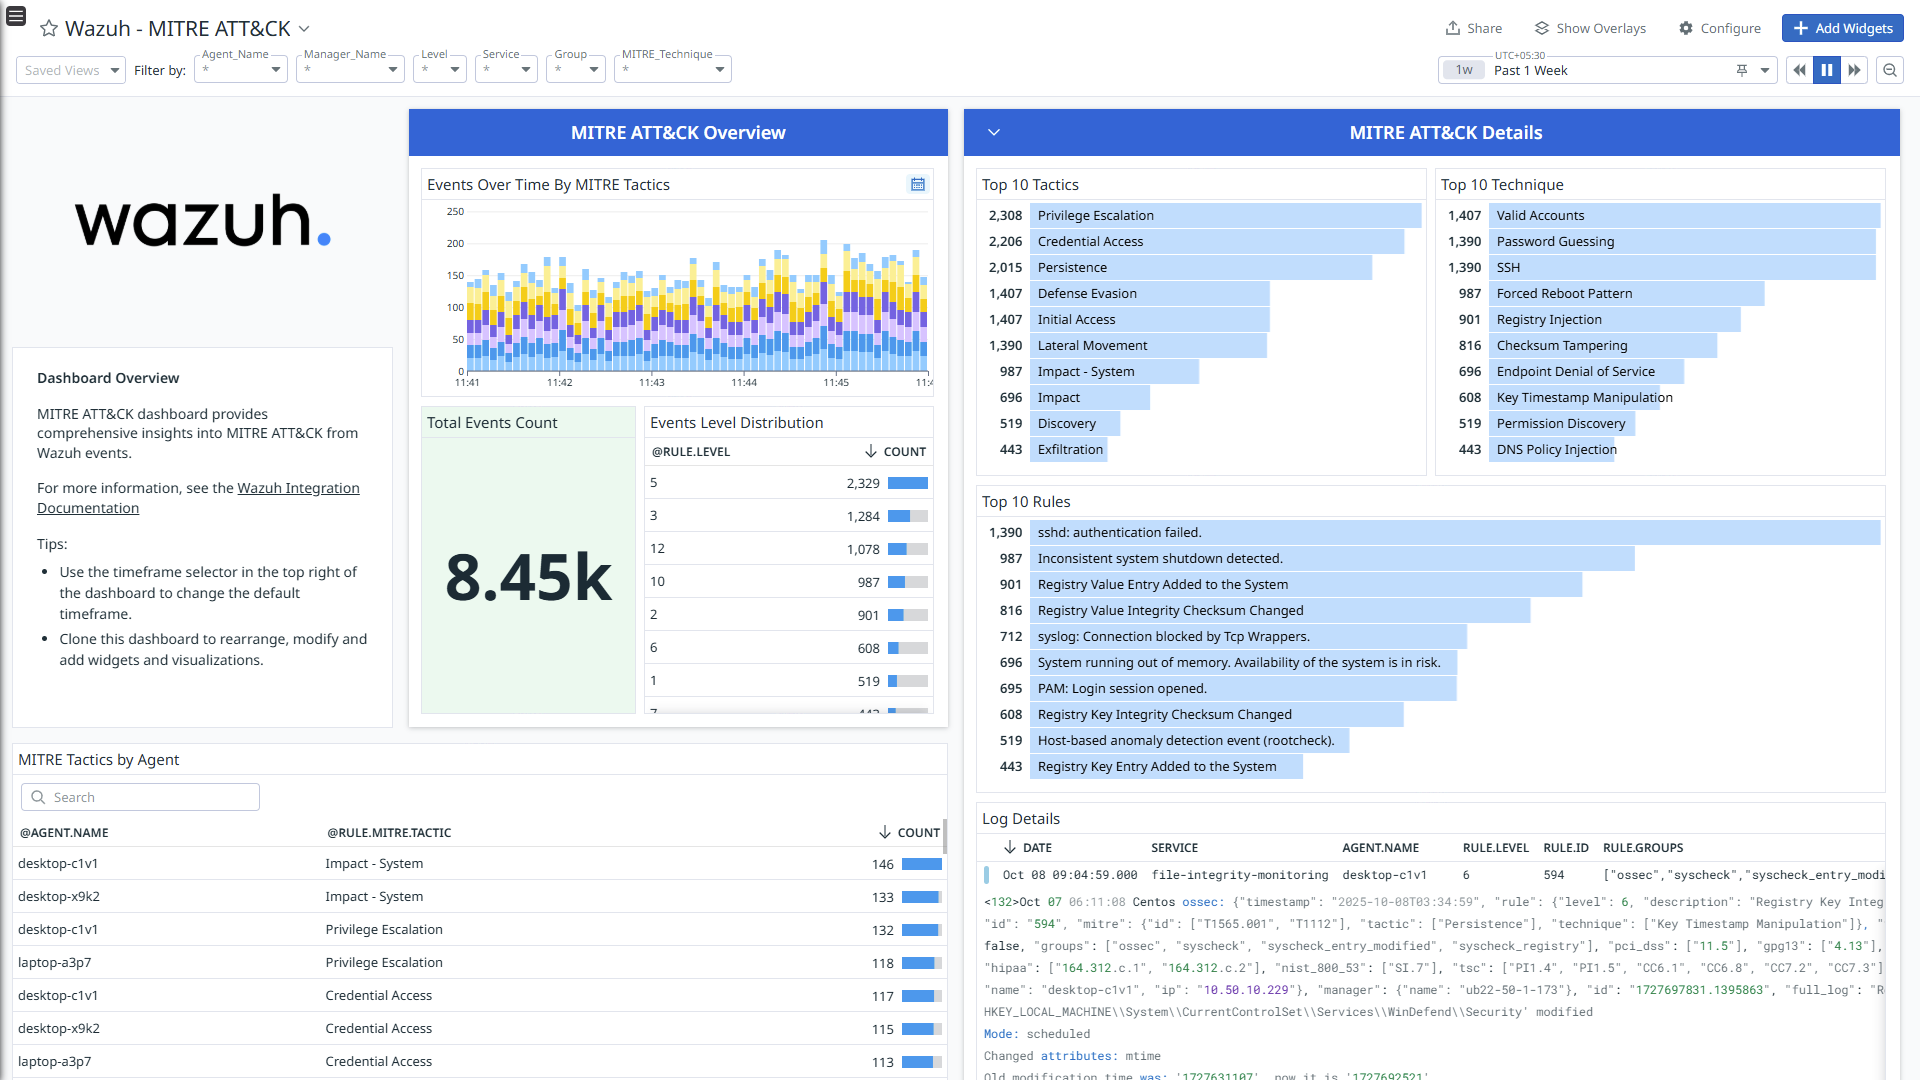 Wazuh - MITRE ATT&CK
Share
Show Overlays
Configure
Add Widgets
Saved Views
Filter by:
Agent_Name
*
Manager_Name
*
Level
*
Service
*
Group
*
MITRE_Technique
*
UTC+05:30
1w
Past 1 Week
wazuh.
Dashboard Overview
MITRE ATT&CK dashboard provides
comprehensive insights into MITRE ATT&CK from
Wazuh events.
For more information, see the Wazuh Integration
Documentation
Tips:
• Use the timeframe selector in the top right of
the dashboard to change the default
timeframe.
• Clone this dashboard to rearrange, modify and
add widgets and visualizations.
MITRE ATT&CK Overview
Events Over Time By MITRE Tactics
250
200
150
100
50
0
11:41
11:42
11:43
11:44
11:45
11:4
Total Events Count
8.45k
Events Level Distribution
@RULE.LEVEL COUNT
5 2,329
3 1,284
12 1,078
10 987
2 901
6 608
1 519
7 443
MITRE Tactics by Agent
Search
@AGENT.NAME @RULE.MITRE.TACTIC COUNT
desktop-c1v1 Impact - System 146
desktop-x9k2 Impact - System 133
desktop-c1v1 Privilege Escalation 132
laptop-a3p7 Privilege Escalation 118
desktop-c1v1 Credential Access 117
desktop-x9k2 Credential Access 115
laptop-a3p7 Credential Access 113
MITRE ATT&CK Details
Top 10 Tactics
2,308 Privilege Escalation
2,206 Credential Access
2,015 Persistence
1,407 Defense Evasion
1,407 Initial Access
1,390 Lateral Movement
987 Impact - System
696 Impact
519 Discovery
443 Exfiltration
Top 10 Technique
1,407 Valid Accounts
1,390 Password Guessing
1,390 SSH
987 Forced Reboot Pattern
901 Registry Injection
816 Checksum Tampering
696 Endpoint Denial of Service
608 Key Timestamp Manipulation
519 Permission Discovery
443 DNS Policy Injection
Top 10 Rules
1,390 sshd: authentication failed.
987 Inconsistent system shutdown detected.
901 Registry Value Entry Added to the System
816 Registry Value Integrity Checksum Changed
712 syslog: Connection blocked by Tcp Wrappers.
696 System running out of memory. Availability of the system is in risk.
695 PAM: Login session opened.
608 Registry Key Integrity Checksum Changed
519 Host-based anomaly detection event (rootcheck).
443 Registry Key Entry Added to the System
Log Details
DATE SERVICE AGENT.NAME RULE.LEVEL RULE.ID RULE.GROUPS
Oct 08 09:04:59.000 file-integrity-monitoring desktop-c1v1 6 594 ["ossec","syscheck","syscheck_entry_modi
<132>Oct 07 06:11:08 Centos ossec: {"timestamp": "2025-10-08T03:34:59", "rule": {"level": 6, "description": "Registry Key Integ
"id": "594", "mitre": {"id": ["T1565.001", "T1112"], "tactic": ["Persistence"], "technique": ["Key Timestamp Manipulation"]}, "
false, "groups": ["ossec", "syscheck", "syscheck_entry_modified", "syscheck_registry"], "pci_dss": ["11.5"], "gpg13": ["4.13"],
"hipaa": ["164.312.c.1", "164.312.c.2"], "nist_800_53": ["SI.7"], "tsc": ["PI1.4", "PI1.5", "CC6.1", "CC6.8", "CC7.2", "CC7.3"]
"name": "desktop-c1v1", "ip": "10.50.10.229"}, "manager": {"name": "ub22-50-1-173"}, "id": "1727697831.1395863", "full_log": "R
HKEY_LOCAL_MACHINE\\System\\CurrentControlSet\\Services\\WinDefend\\Security' modified
Mode: scheduled
Changed attributes: mtime
Old modification time was: '1727631107', now it is '1727692521'